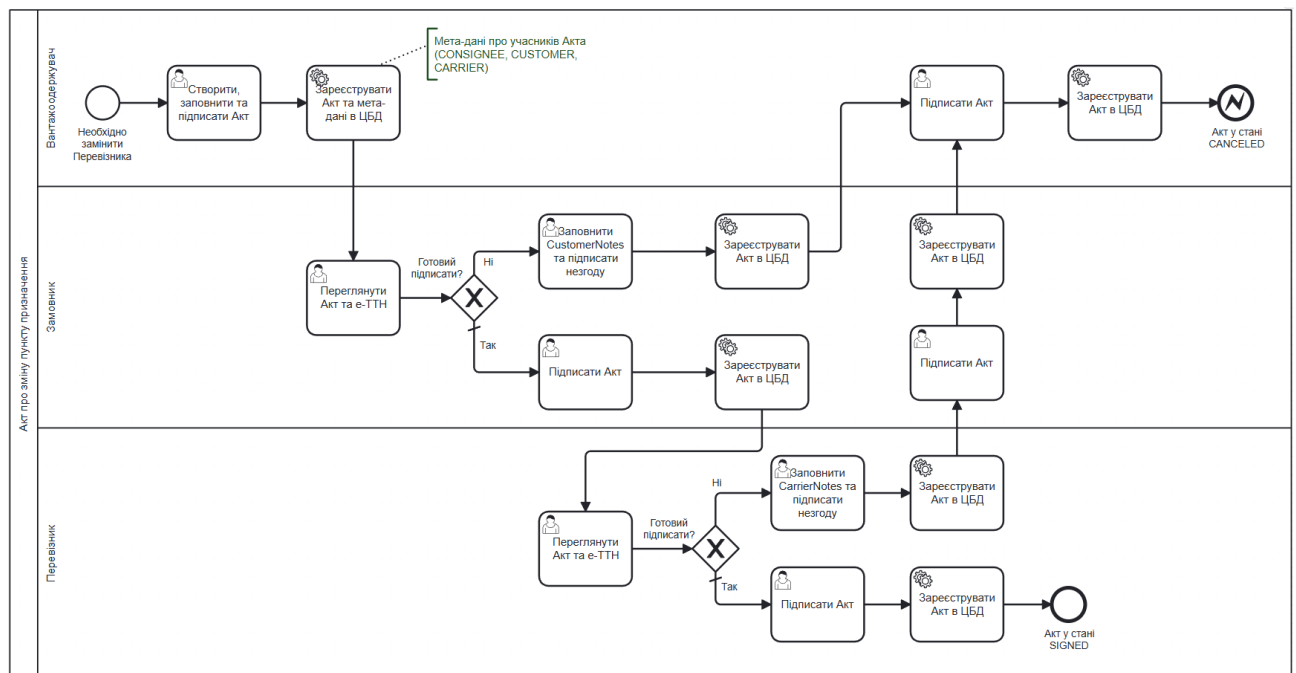 Акт про зміну пункту призначення
Вантажоодержувач
Необхідно
замінити
Перевізника
Створити,
заповнити та
підписати Акт
Зареєструвати
Акт та мета-
дані в ЦБД
Мета-дані про учасників Акта
(CONSIGNEE, CUSTOMER,
CARRIER)
Підписати Акт
Зареєструвати
Акт в ЦБД
Акт у стані
CANCELED
Замовник
Переглянути
Акт та е-ТТН
Готовий
підписати?
Ні
Заповнити
CustomerNotes
та підписати
незгоду
Зареєструвати
Акт в ЦБД
Зареєструвати
Акт в ЦБД
Так
Підписати Акт
Зареєструвати
Акт в ЦБД
Підписати Акт
Перевізник
Переглянути
Акт та е-ТТН
Готовий
підписати?
Ні
Заповнити
CarrierNotes та
підписати
незгоду
Зареєструвати
Акт в ЦБД
Так
Підписати Акт
Зареєструвати
Акт в ЦБД
Акт у стані
SIGNED